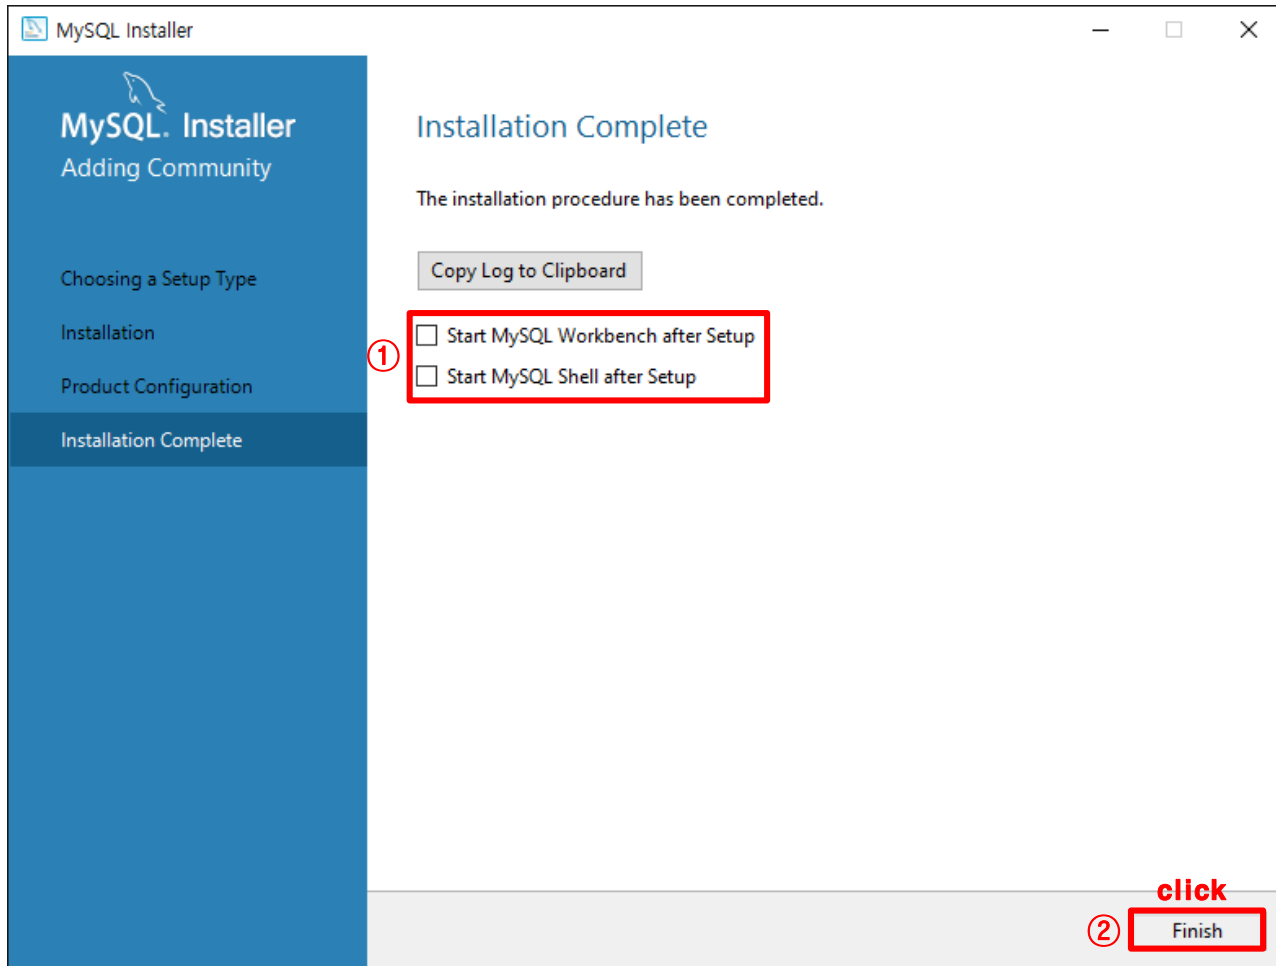 MySQL Installer
MySQL. Installer
Adding Community
Choosing a Setup Type
Installation
Product Configuration
Installation Complete
Installation Complete
The installation procedure has been completed.
Copy Log to Clipboard
① Start MySQL Workbench after Setup
Start MySQL Shell after Setup
click
② Finish